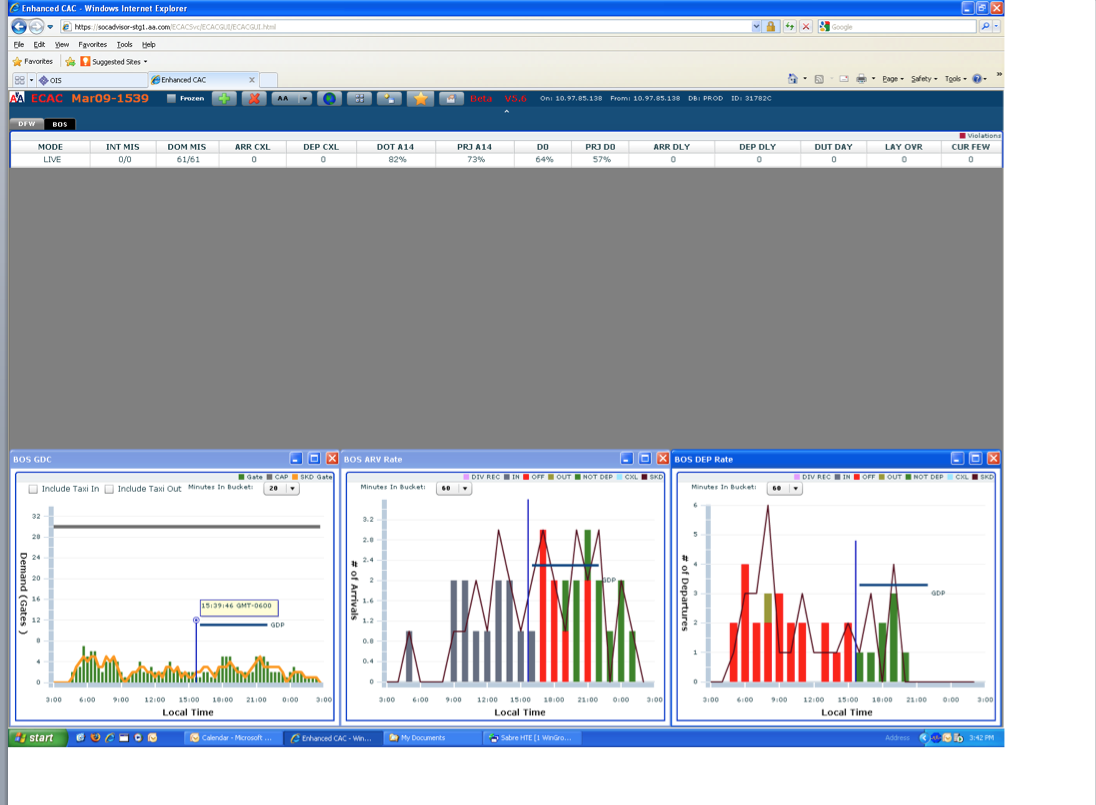 Enhanced CAC - Windows Internet Explorer
https://socadvisor-stg1.aa.com/ECACSvc/ECACGUI/ECACGUI.html
Google
File Edit View Favorites Tools Help
Favorites Suggested Sites
OIS Enhanced CAC X Page Safety Tools »
AA ECAC Mar09-1539 Frozen AA Beta V5.6 On: 10.97.85.138 From: 10.97.85.138 DB: PROD ID: 31782C
DFW BOS
Violations
MODE INT MIS DOM MIS ARR CXL DEP CXL DOT A14 PRJ A14 D0 PRJ D0 ARR DLY DEP DLY DUT DAY LAY OVR CUR FEW
LIVE 0/0 61/61 0 0 82% 73% 64% 57% 0 0 0 0 0
BOS GDC
Gate CAP SKD Gate
Include Taxi In Include Taxi Out Minutes In Bucket: 20
Demand (Gates )
32
28
24
20
16
12
8
4
0
15:39:46 GMT-0600
GDP
3:00 6:00 9:00 12:00 15:00 18:00 21:00 0:00 3:00
Local Time
BOS ARV Rate
DIV REC IN OFF OUT NOT DEP CXL SKD
Minutes In Bucket: 60
# of Arrivals
3.2
2.8
2.4
2
1.6
1.2
0.8
0.4
0
GDP
3:00 6:00 9:00 12:00 15:00 18:00 21:00 0:00 3:00
Local Time
BOS DEP Rate
DIV REC IN OFF OUT NOT DEP CXL SKD
Minutes In Bucket: 60
# of Departures
6
5
4
3
2
1
0
GDP
3:00 6:00 9:00 12:00 15:00 18:00 21:00 0:00 3:00
Local Time
start Calendar - Microsoft ... Enhanced CAC - Win... My Documents Sabre HTE (1 WinGro... Address 3:42 PM